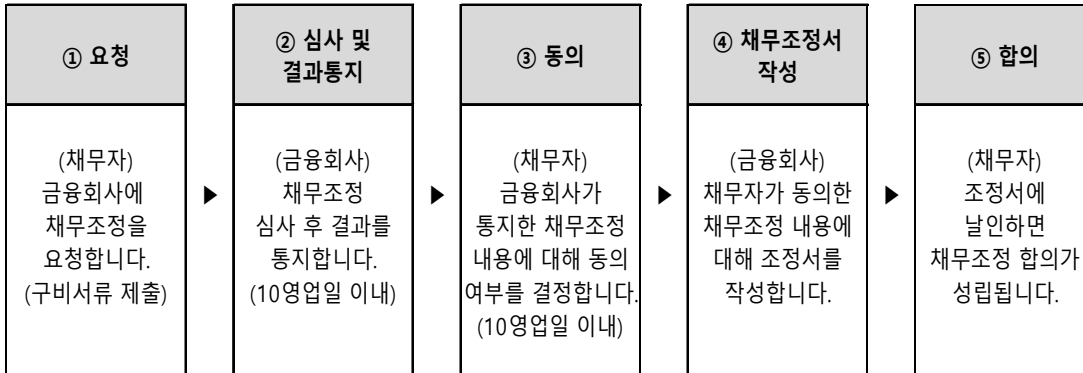 ① 요청
(채무자)
금융회사에
채무조정을
요청합니다.
(구비서류 제출)
▶
② 심사 및
결과통지
(금융회사)
채무조정
심사 후 결과를
통지합니다.
(10영업일 이내)
▶
③ 동의
(채무자)
금융회사가
통지한 채무조정
내용에 대해 동의
여부를 결정합니다.
(10영업일 이내)
▶
④ 채무조정서
작성
(금융회사)
채무자가 동의한
채무조정 내용에
대해 조정서를
작성합니다.
▶
⑤ 합의
(채무자)
조정서에
날인하면
채무조정 합의가
성립됩니다.